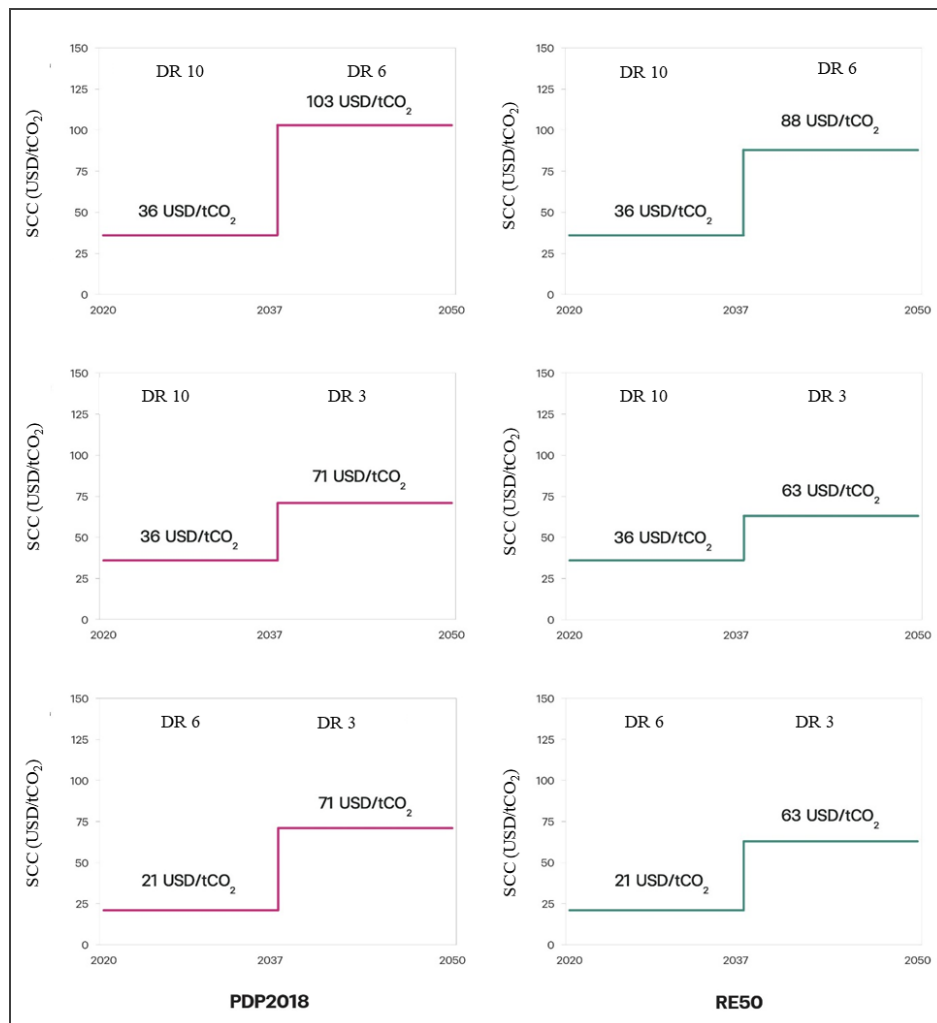 150
DR 10
DR 6
125
103 USD/tCO₂
100
75
50
36 USD/tCO₂
25
0
2020
2037
2050
SCC (USD/tCO₂)
150
DR 10
DR 6
125
88 USD/tCO₂
100
75
50
36 USD/tCO₂
25
0
2020
2037
2050
SCC (USD/tCO₂)
150
DR 10
DR 3
125
100
71 USD/tCO₂
75
50
36 USD/tCO₂
25
0
2020
2037
2050
SCC (USD/tCO₂)
150
DR 10
DR 3
125
100
63 USD/tCO₂
75
50
36 USD/tCO₂
25
0
2020
2037
2050
SCC (USD/tCO₂)
150
DR 6
DR 3
125
100
71 USD/tCO₂
75
50
21 USD/tCO₂
25
0
2020
2037
2050
SCC (USD/tCO₂)
150
DR 6
DR 3
125
100
63 USD/tCO₂
75
50
21 USD/tCO₂
25
0
2020
2037
2050
SCC (USD/tCO₂)
PDP2018
RE50